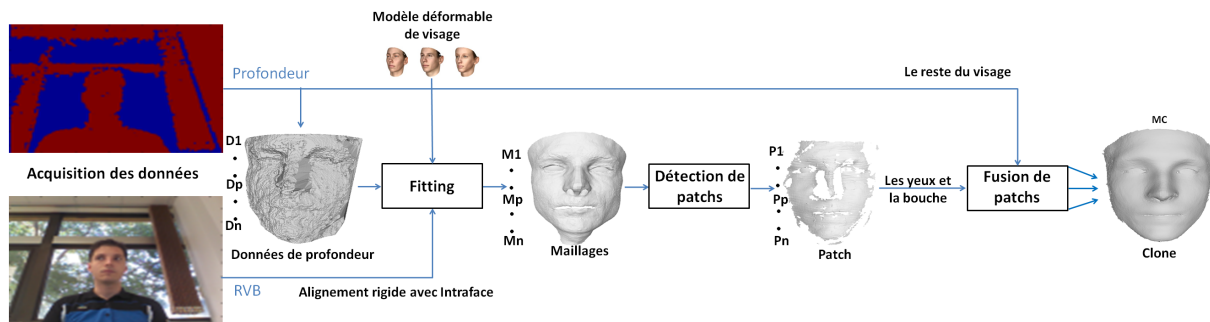 Modèle déformable
de visage
Profondeur
Le reste du visage
MC
D1
Dp
Dn
Acquisition des données
Données de profondeur
Fitting
M1
Mp
Mn
Maillages
Détection de
patchs
P1
Pp
Pn
Patch
Les yeux et
la bouche
Fusion de
patchs
Clone
RVB
Alignement rigide avec Intraface